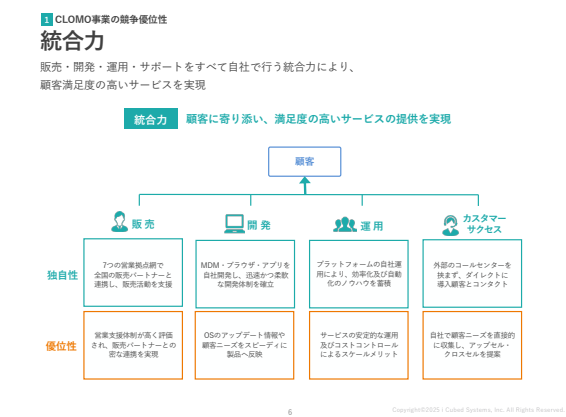 1 CLOMO事業の競争優位性
統合力
販売・開発・運用・サポートをすべて自社で行う統合力により、
顧客満足度の高いサービスを実現
統合力 顧客に寄り添い、満足度の高いサービスの提供を実現
顧客
販売
開発
運用
カスタマー
サクセス
独自性
7つの営業拠点網で
全国の販売パートナーと
連携し、販売活動を支援
MDM・ブラウザ・アプリを
自社開発し、迅速かつ柔軟
な開発体制を確立
プラットフォームの自社運
用により、効率化及び自動
化のノウハウを蓄積
外部のコールセンターを
挟まず、ダイレクトに
導入顧客とコンタクト
優位性
営業支援体制が高く評価
され、販売パートナーとの
密な連携を実現
OSのアップデート情報や
顧客ニーズをスピーディに
製品へ反映
サービスの安定的な運用
及びコストコントロール
によるスケールメリット
自社で顧客ニーズを直接的
に収集し、アップセル・
クロスセルを提案
6
Copyright©2025 i Cubed Systems, Inc. All Rights Reserved.